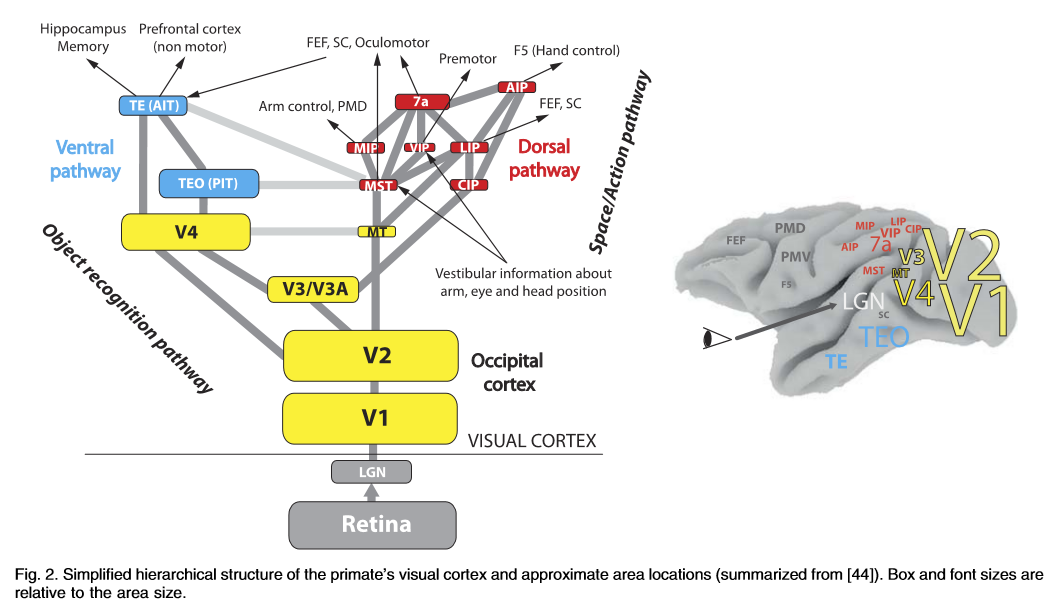 Hippocampus
Memory
Prefrontal cortex
(non motor)
FEF, SC, Oculomotor
Premotor
F5 (Hand control)
TE (AIT)
Arm control, PMD
7a
AIP
FEF, SC
Ventral
pathway
MIP
VIP
LIP
Dorsal
pathway
Space/Action pathway
TEO (PIT)
MST
CIP
V4
MT
Object recognition pathway
V3/V3A
Vestibular information about
arm, eye and head position
V2
Occipital
cortex
V1
VISUAL CORTEX
LGN
Retina
FEF
PMD
PMV
F5
MIP
LIP
VIP
CIP
AIP
7a
MST
V3
MT
V2
V4
V1
LGN
SC
TEO
TE
Fig. 2. Simplified hierarchical structure of the primate's visual cortex and approximate area locations (summarized from [44]). Box and font sizes are
relative to the area size.